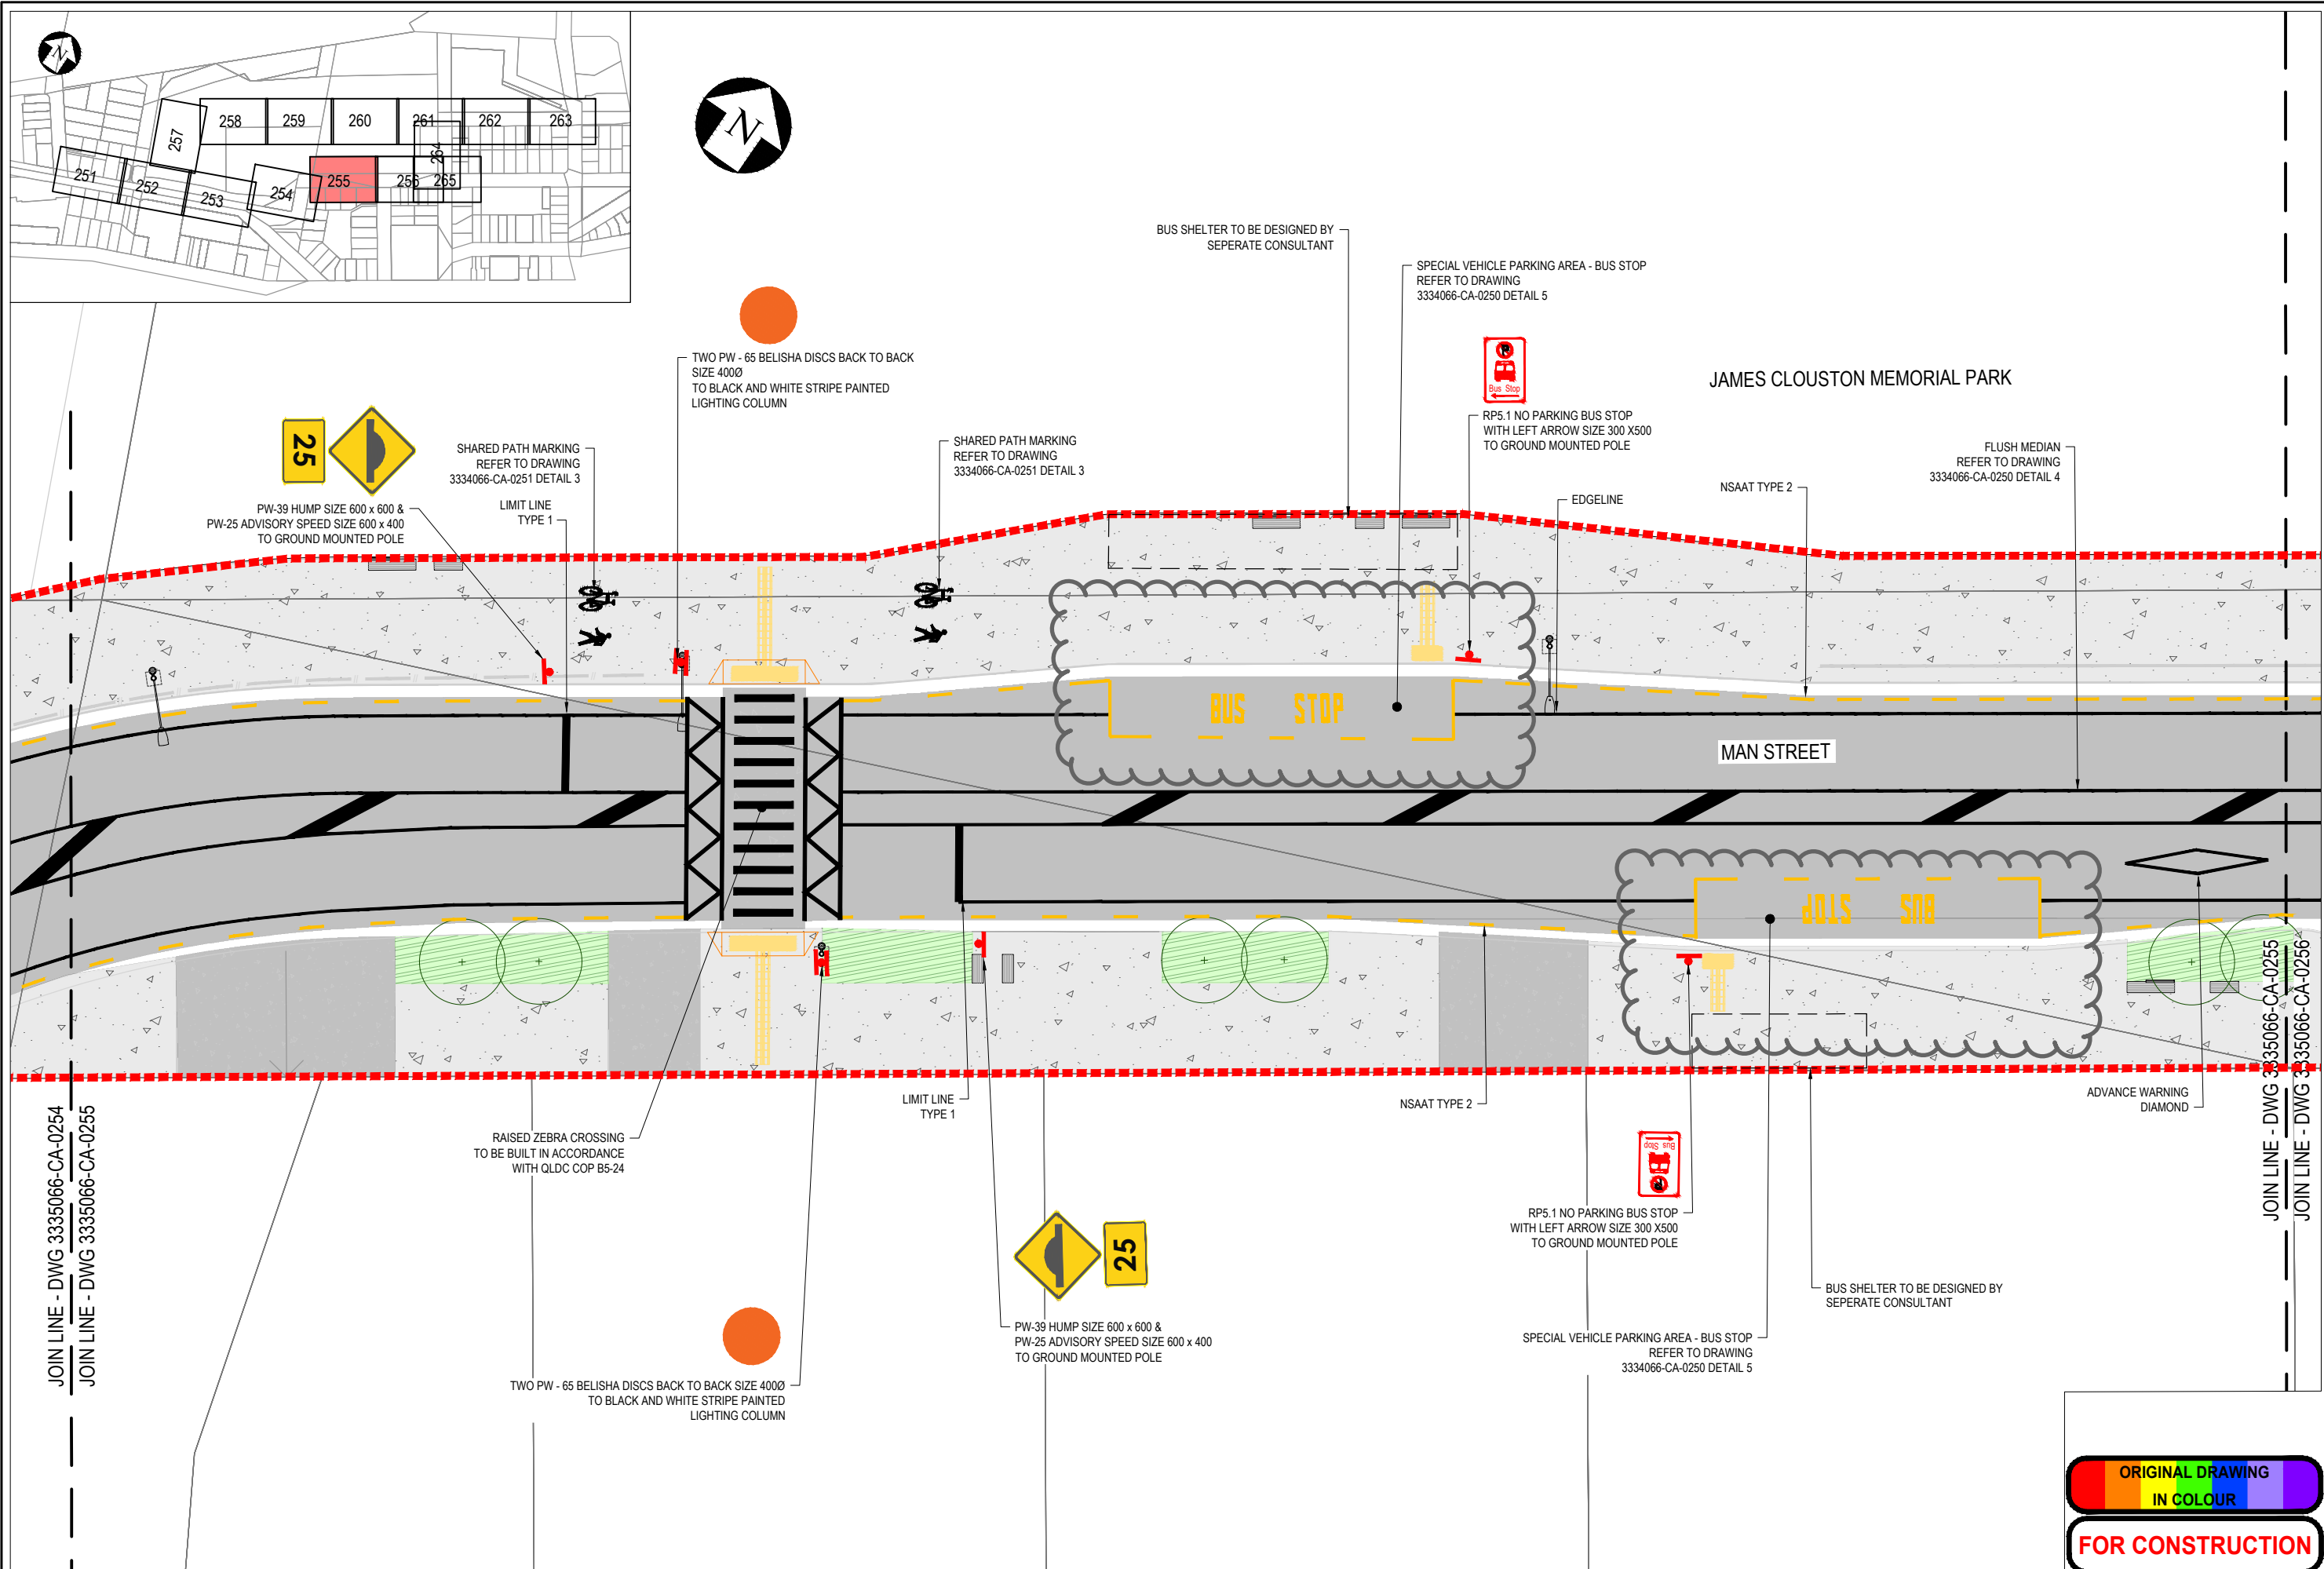 N
257
258
259
260
261
262
263
264
251
252
253
254
255
256
265
N
BUS SHELTER TO BE DESIGNED BY
SEPERATE CONSULTANT
SPECIAL VEHICLE PARKING AREA - BUS STOP
REFER TO DRAWING
3334066-CA-0250 DETAIL 5
TWO PW - 65 BELISHA DISCS BACK TO BACK
SIZE 400Ø
TO BLACK AND WHITE STRIPE PAINTED
LIGHTING COLUMN
P
Bus Stop
JAMES CLOUSTON MEMORIAL PARK
RP5.1 NO PARKING BUS STOP
WITH LEFT ARROW SIZE 300 X500
TO GROUND MOUNTED POLE
25
SHARED PATH MARKING
REFER TO DRAWING
3334066-CA-0251 DETAIL 3
SHARED PATH MARKING
REFER TO DRAWING
3334066-CA-0251 DETAIL 3
FLUSH MEDIAN
REFER TO DRAWING
3334066-CA-0250 DETAIL 4
NSAAT TYPE 2
EDGELINE
PW-39 HUMP SIZE 600 x 600 &
PW-25 ADVISORY SPEED SIZE 600 x 400
TO GROUND MOUNTED POLE
LIMIT LINE
TYPE 1
BUS STOP
MAN STREET
BUS STOP
LIMIT LINE
TYPE 1
NSAAT TYPE 2
ADVANCE WARNING
DIAMOND
RAISED ZEBRA CROSSING
TO BE BUILT IN ACCORDANCE
WITH QLDC COP B5-24
P
Bus Stop
RP5.1 NO PARKING BUS STOP
WITH LEFT ARROW SIZE 300 X500
TO GROUND MOUNTED POLE
25
PW-39 HUMP SIZE 600 x 600 &
PW-25 ADVISORY SPEED SIZE 600 x 400
TO GROUND MOUNTED POLE
BUS SHELTER TO BE DESIGNED BY
SEPERATE CONSULTANT
SPECIAL VEHICLE PARKING AREA - BUS STOP
REFER TO DRAWING
3334066-CA-0250 DETAIL 5
TWO PW - 65 BELISHA DISCS BACK TO BACK SIZE 400Ø
TO BLACK AND WHITE STRIPE PAINTED
LIGHTING COLUMN
JOIN LINE - DWG 3335066-CA-0254
JOIN LINE - DWG 3335066-CA-0255
JOIN LINE - DWG 3335066-CA-0255
JOIN LINE - DWG 3335066-CA-0256
ORIGINAL DRAWING
IN COLOUR
FOR CONSTRUCTION